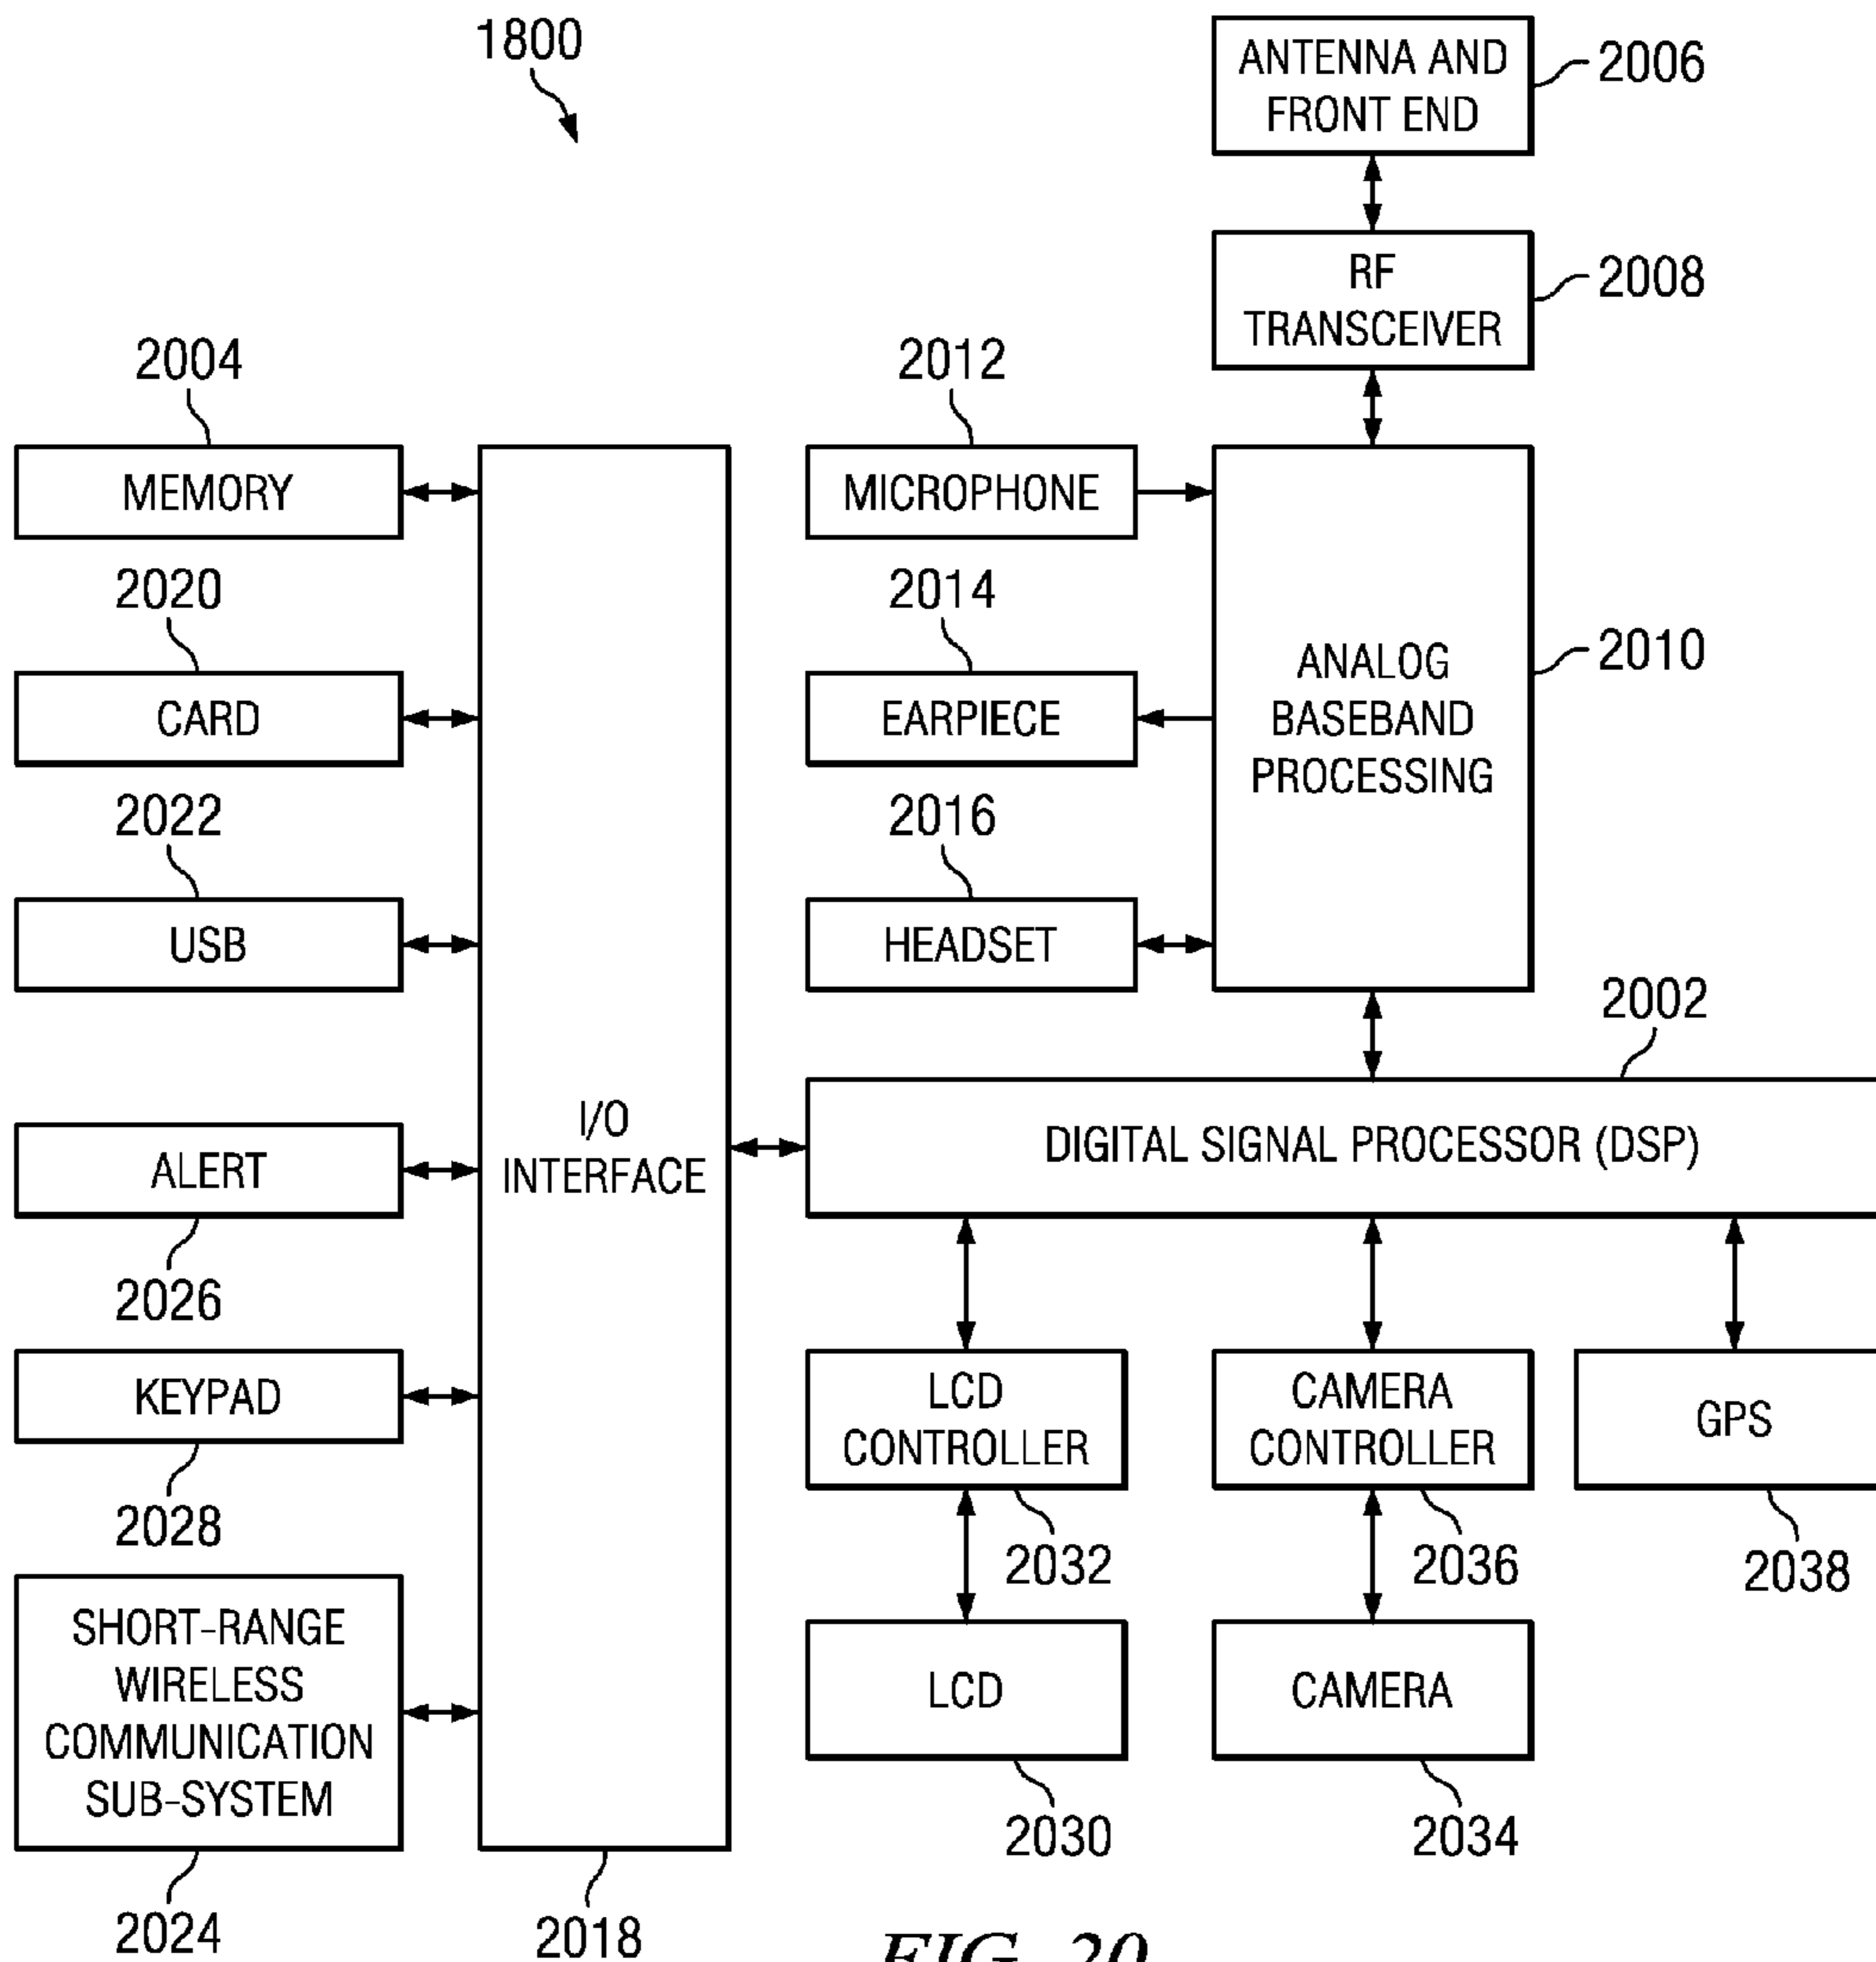 1800
ANTENNA AND
FRONT END
2006
RF
TRANSCEIVER
2008
2004
MEMORY
2012
MICROPHONE
2020
CARD
2014
EARPIECE
ANALOG
BASEBAND
PROCESSING
2010
2022
USB
2016
HEADSET
2002
DIGITAL SIGNAL PROCESSOR (DSP)
I/O
INTERFACE
ALERT
2026
KEYPAD
2028
LCD
CONTROLLER
2032
CAMERA
CONTROLLER
2036
GPS
2038
SHORT-RANGE
WIRELESS
COMMUNICATION
SUB-SYSTEM
2024
2018
LCD
2030
CAMERA
2034
FIG. 20